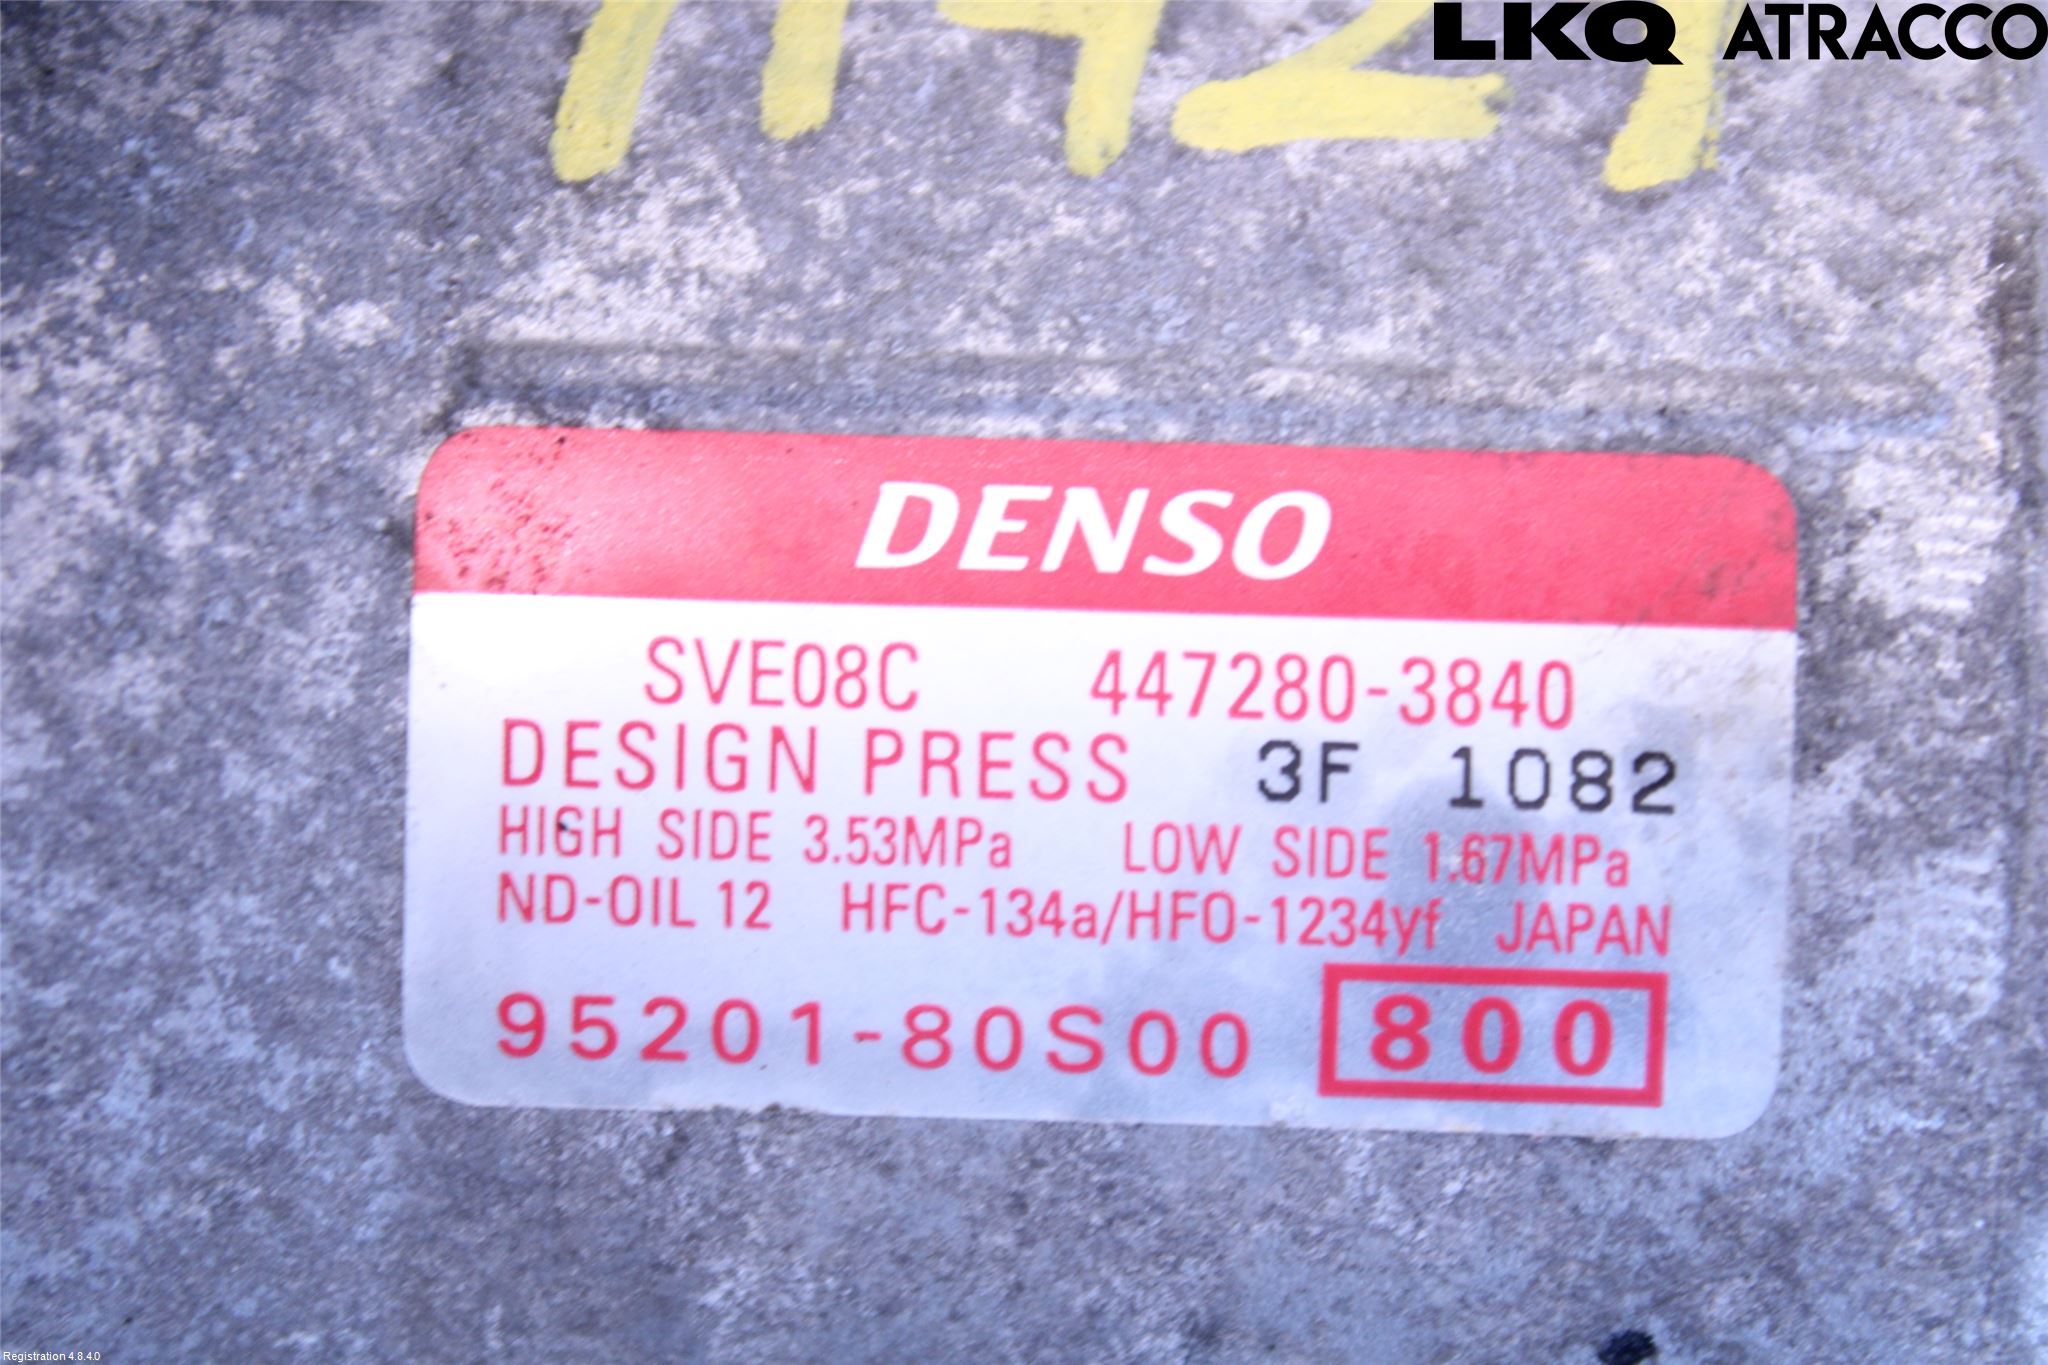 LKQ ATRACCO
DENSO
SVE08C 447280-3840
DESIGN PRESS 3F 1082
HIGH SIDE 3.53MPa LOW SIDE 1.67MPa
ND-OIL 12 HFC-134a/HFO-1234yf JAPAN
95201-80S00 800
Registration 4.8.4.0